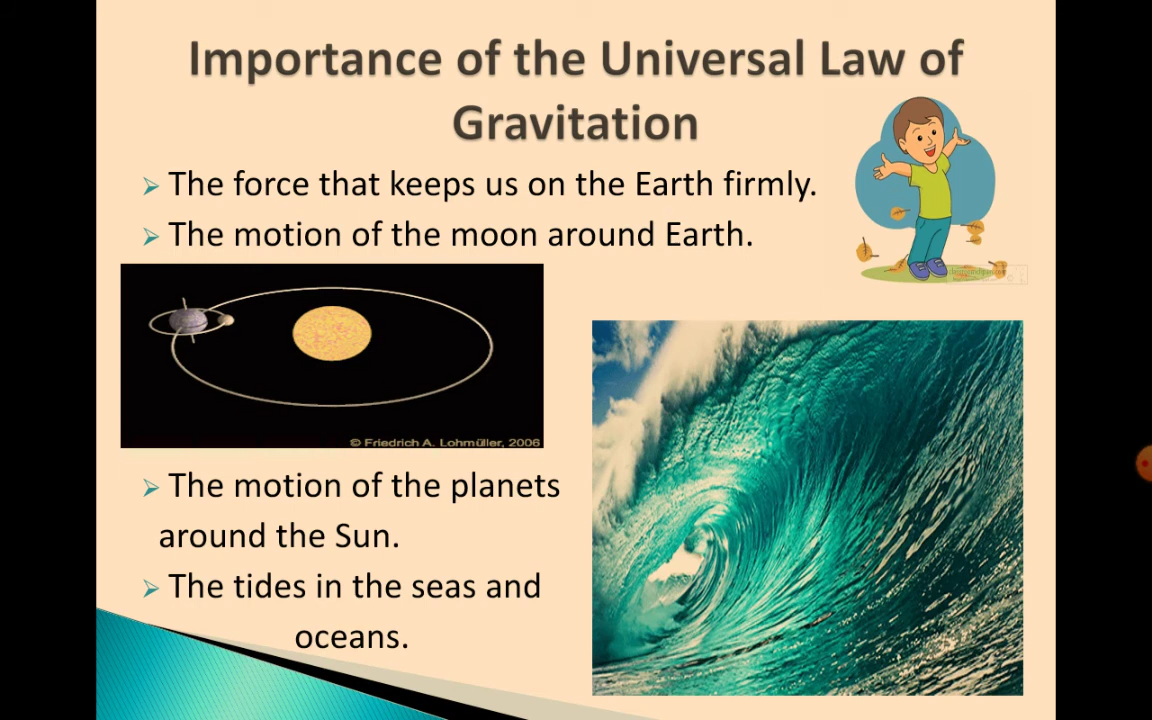 Importance of the Universal Law of
Gravitation
➢ The force that keeps us on the Earth firmly.
➢ The motion of the moon around Earth.
© Friedrich A. Lohmüller, 2006
➢ The motion of the planets
around the Sun.
➢ The tides in the seas and
oceans.